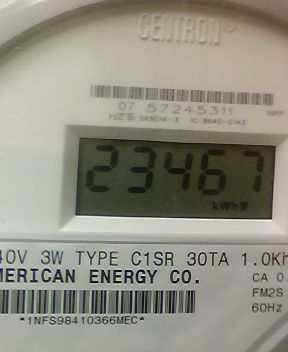 CENTRON®
07 57245311
23467
kWh
40V 3W TYPE C1SR 30TA 1.0Kh
MERICAN ENERGY CO.
CA 0.
FM2S
60Hz
*1NFS98410366MEC*